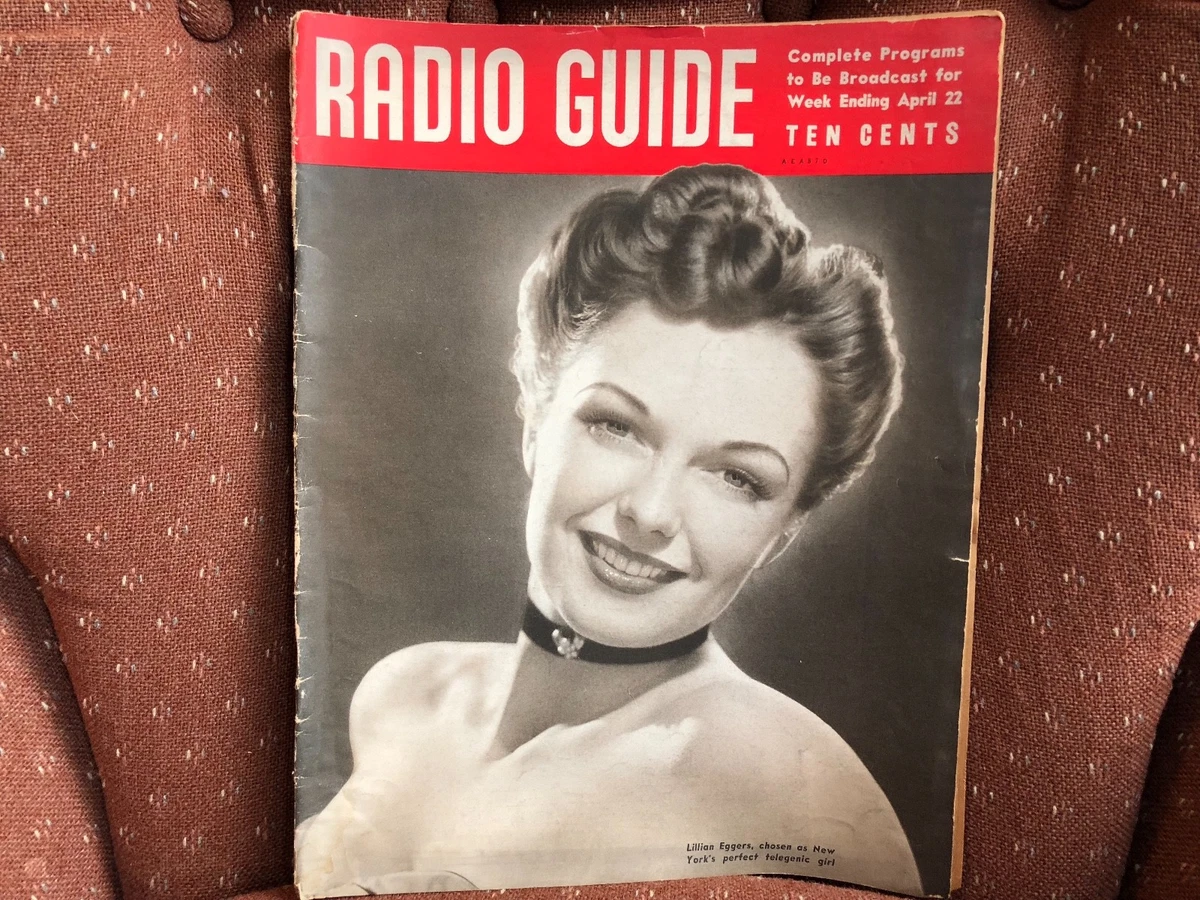 RADIO GUIDE
Complete Programs
to Be Broadcast for
Week Ending April 22
TEN CENTS
Lillian Eggers, chosen as New
York's perfect telegenic girl